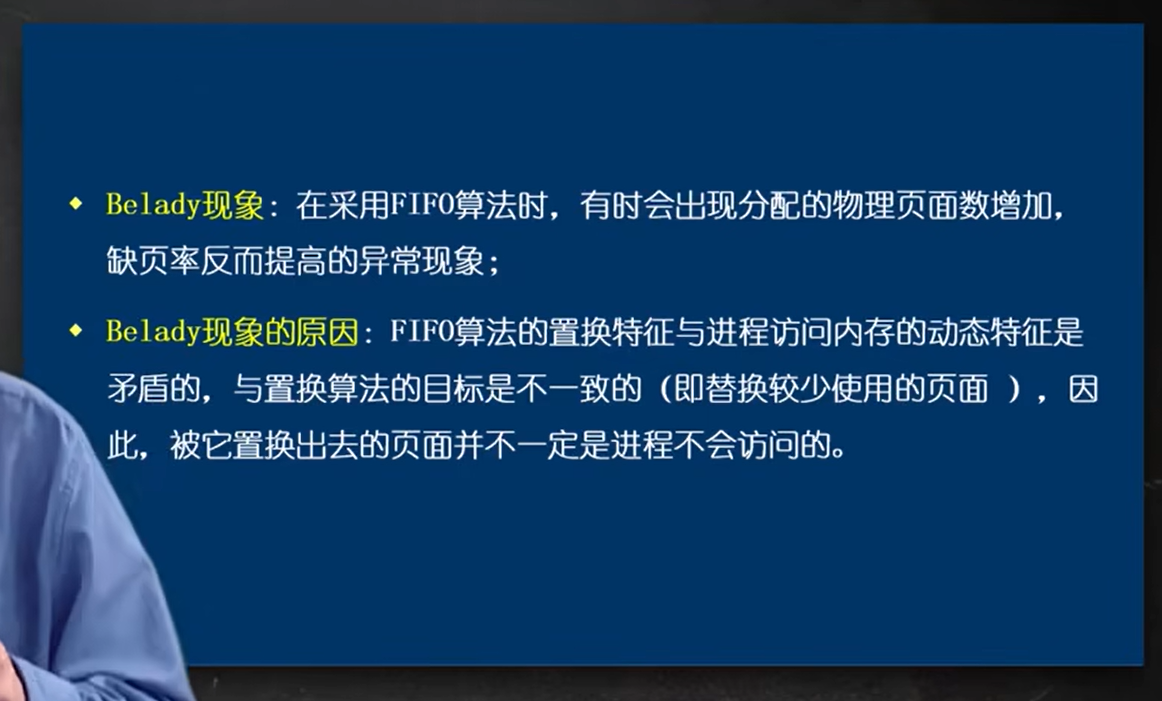 Belady现象：在采用FIFO算法时，有时会出现分配的物理页面数增加，
缺页率反而提高的异常现象；
Belady现象的原因：FIFO算法的置换特征与进程访问内存的动态特征是
矛盾的，与置换算法的目标是不一致的（即替换较少使用的页面 ），因
此，被它置换出去的页面并不一定是进程不会访问的。